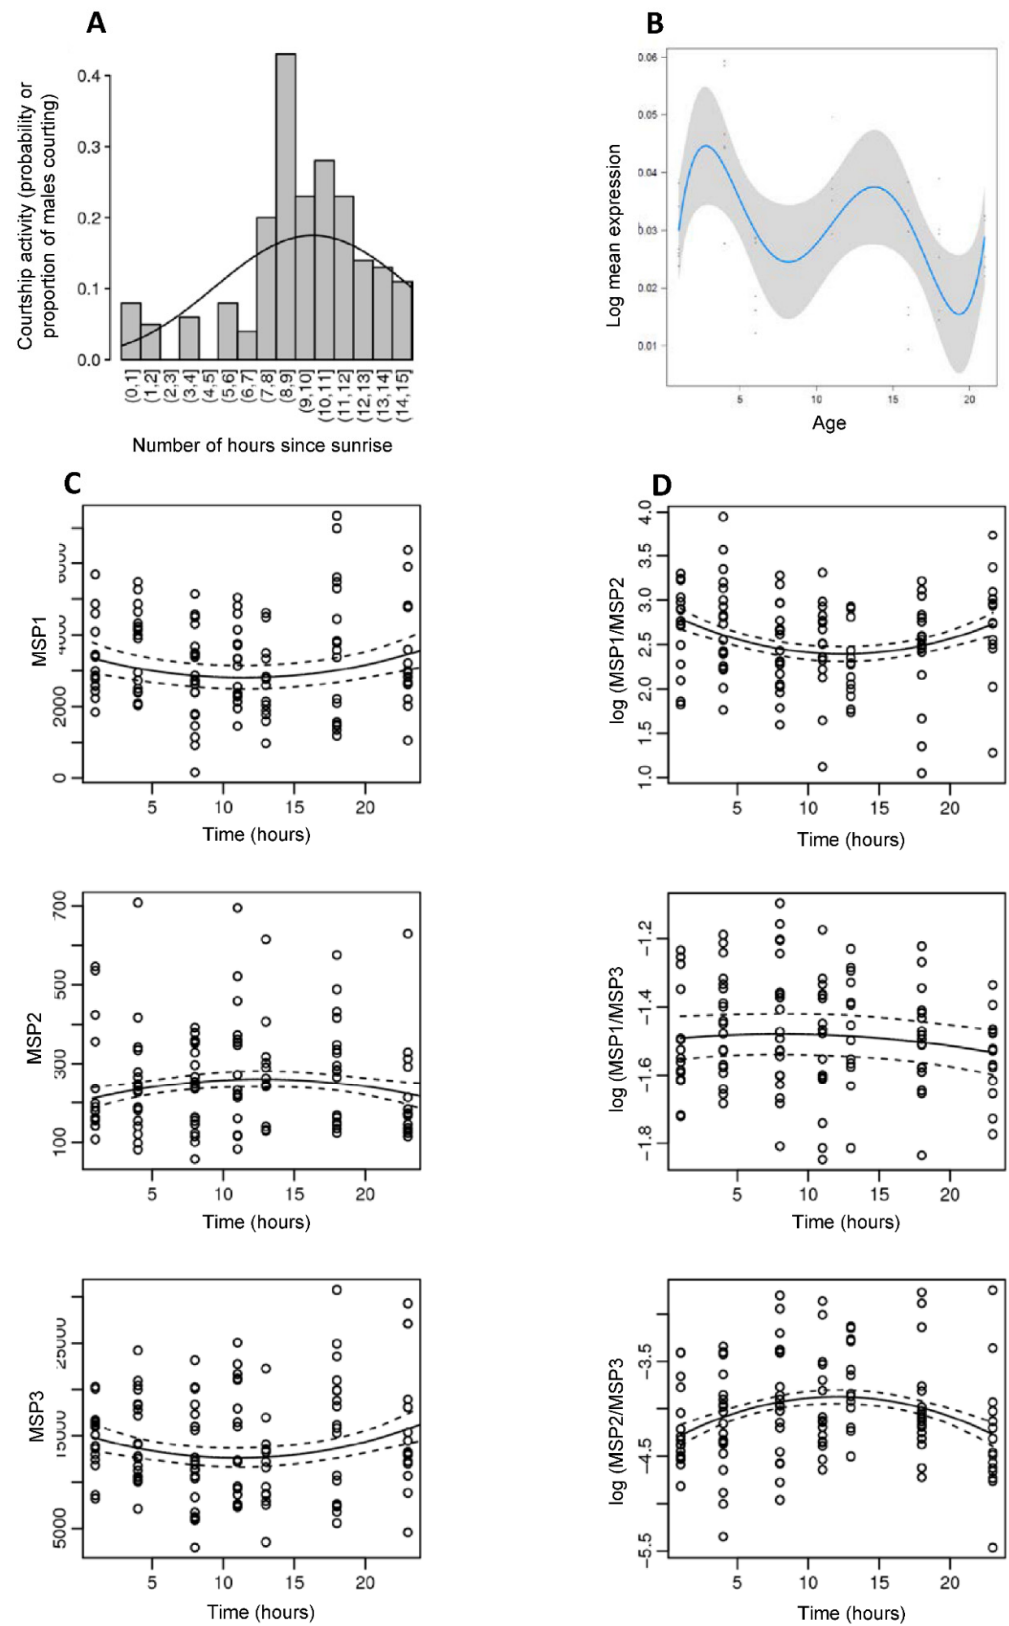 A
Courtship activity (probability or
proportion of males courting)
0.4
0.3
0.2
0.1
0.0
(0,1]
(1,2]
(2,3]
(3,4]
(4,5]
(5,6]
(6,7]
(7,8]
(8,9]
(9,10]
(10,11]
(11,12]
(12,13]
(13,14]
(14,15]
Number of hours since sunrise
B
Log mean expression
0.06
0.05
0.04
0.03
0.02
0.01
5 10 15 20
Age
C
MSP1
4000
2000
0
5 10 15 20
Time (hours)
D
log (MSP1/MSP2
4.0
3.5
3.0
2.5
2.0
1.5
1.0
5 10 15 20
Time (hours)
MSP2
700
500
300
100
5 10 15 20
Time (hours)
log (MSP1/MSP3
−1.2
−1.4
−1.6
−1.8
5 10 15 20
Time (hours)
MSP3
25000
5000
5 10 15 20
Time (hours)
log (MSP2/MSP3
−3.5
−4.5
−5.5
5 10 15 20
Time (hours)